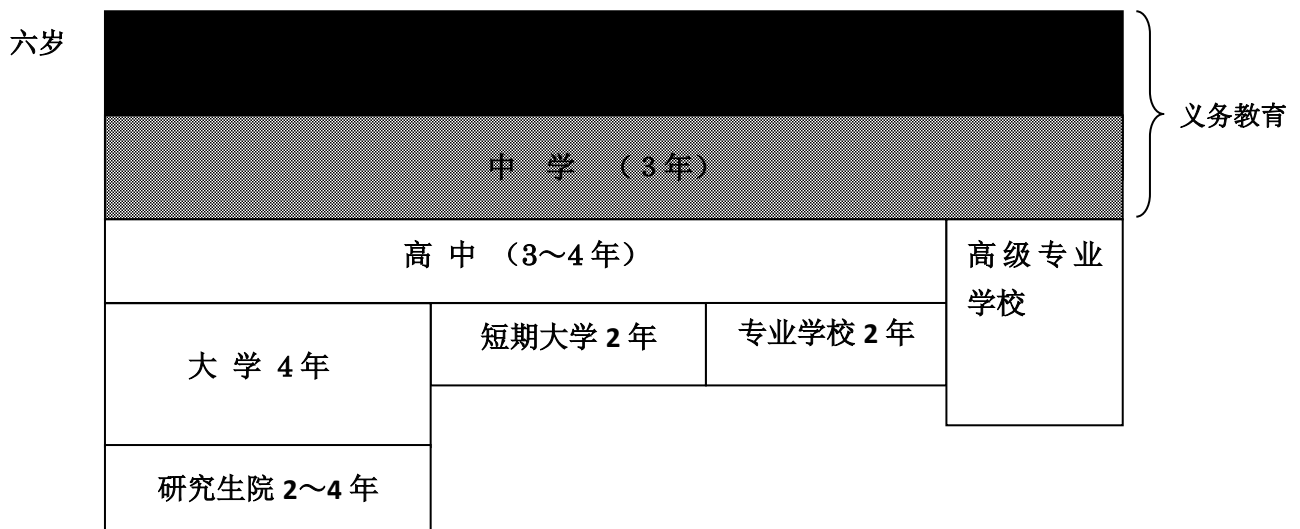 六岁
义务教育
中 学 （3年）
高 中 （3～4 年）
高级专业
学校
大 学 4 年
短期大学 2 年
专业学校 2 年
研究生院 2～4 年